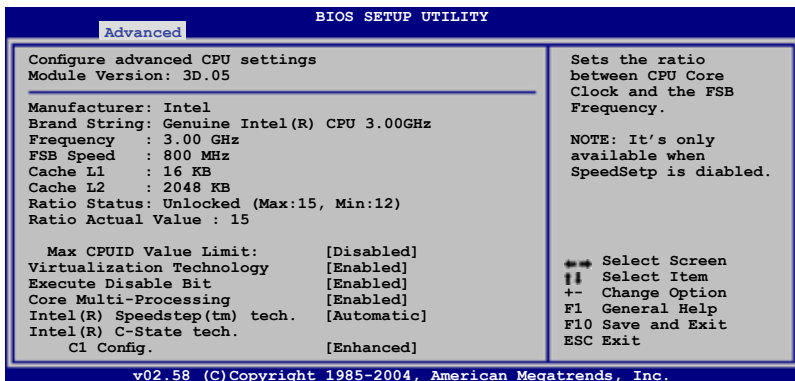 BIOS SETUP UTILITY
Advanced
Configure advanced CPU settings
Module Version: 3D.05
Manufacturer: Intel
Brand String: Genuine Intel(R) CPU 3.00GHz
Frequency : 3.00 GHz
FSB Speed : 800 MHz
Cache L1 : 16 KB
Cache L2 : 2048 KB
Ratio Status: Unlocked (Max:15, Min:12)
Ratio Actual Value : 15
Max CPUID Value Limit: [Disabled]
Virtualization Technology [Enabled]
Execute Disable Bit [Enabled]
Core Multi-Processing [Enabled]
Intel(R) Speedstep(tm) tech. [Automatic]
Intel(R) C-State tech.
C1 Config. [Enhanced]
Sets the ratio
between CPU Core
Clock and the FSB
Frequency.
NOTE: It's only
available when
SpeedSetp is diabled.
Select Screen
Select Item
+- Change Option
F1 General Help
F10 Save and Exit
ESC Exit
v02.58 (C)Copyright 1985-2004, American Megatrends, Inc.